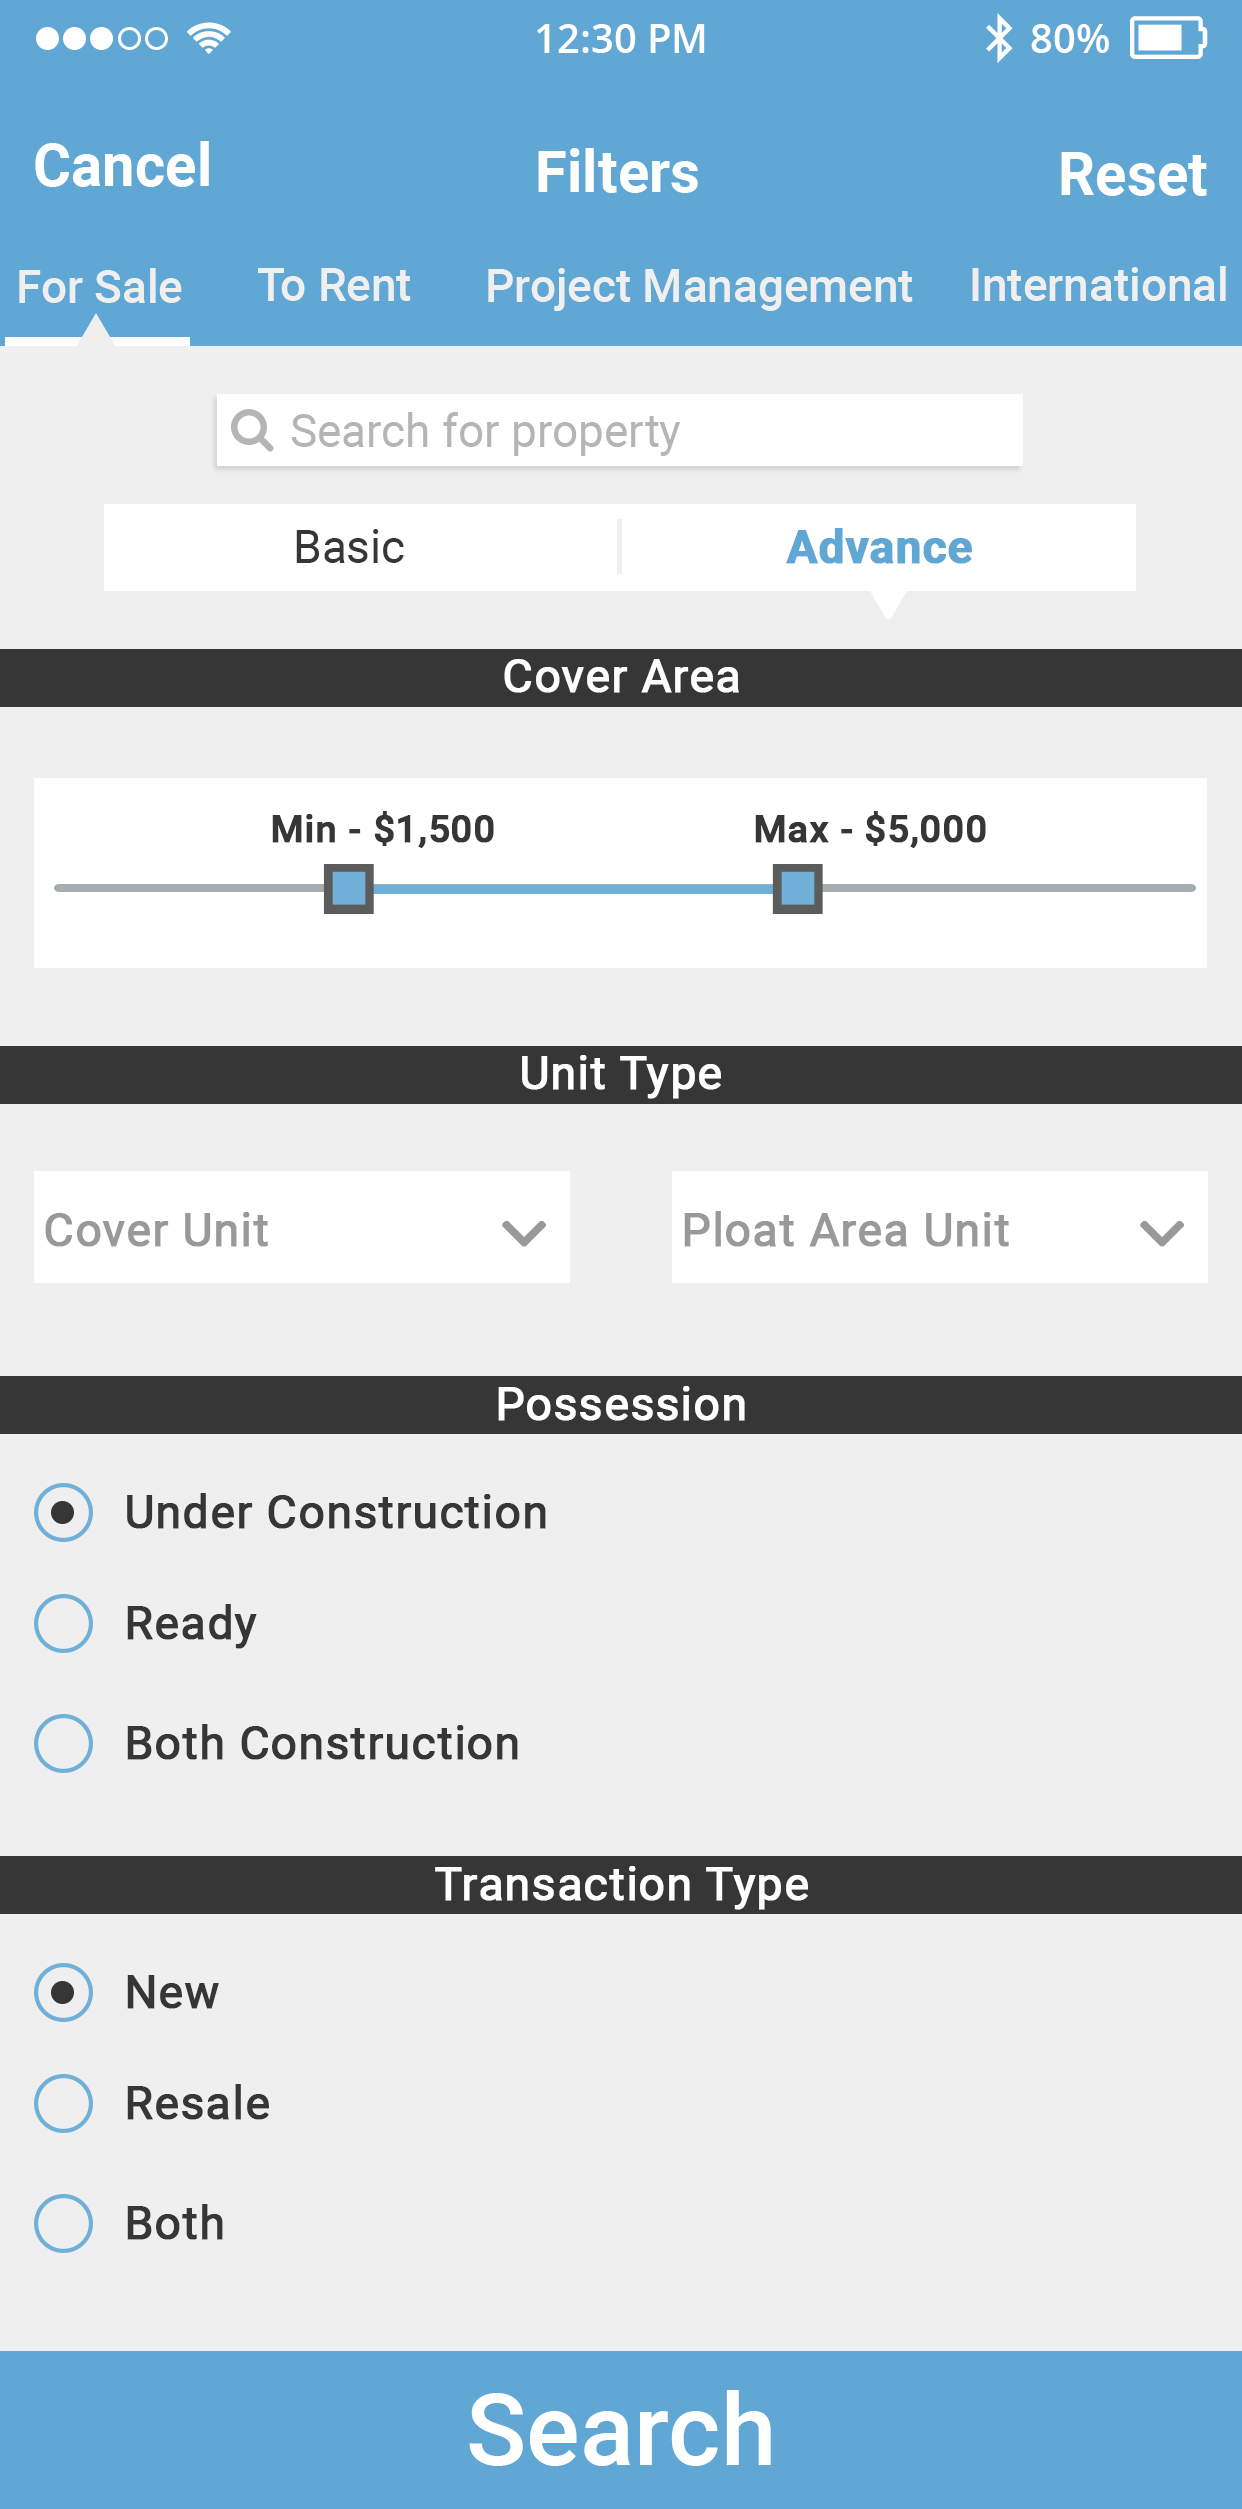 12:30 PM 80%
Cancel Filters Reset
For Sale To Rent Project Management International
Search for property
Basic Advance
Cover Area
Min - $1,500 Max - $5,000
Unit Type
Cover Unit Ploat Area Unit
Possession
Under Construction
Ready
Both Construction
Transaction Type
New
Resale
Both
Search